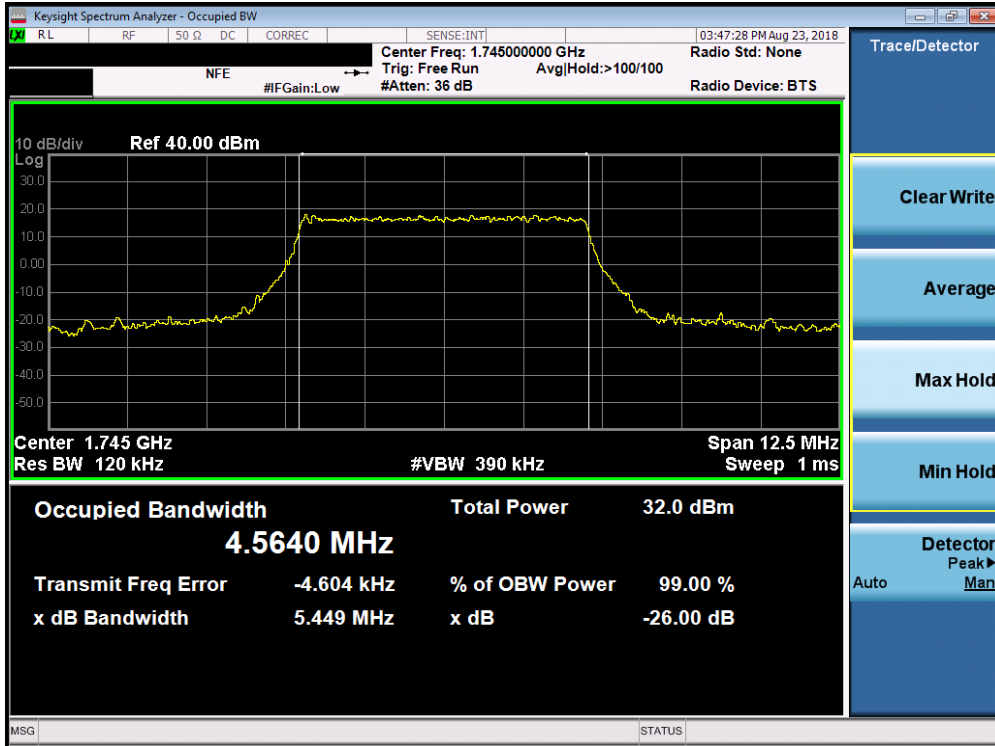 Keysight Spectrum Analyzer - Occupied BW
LXI RL RF 50 Ω DC CORREC SENSE:INT 03:47:28 PM Aug 23, 2018
Center Freq: 1.745000000 GHz Radio Std: None
NFE Trig: Free Run Avg|Hold:>100/100
#IFGain:Low #Atten: 36 dB Radio Device: BTS
10 dB/div Ref 40.00 dBm
Log
30.0
20.0
10.0
0.00
-10.0
-20.0
-30.0
-40.0
-50.0
Center 1.745 GHz Span 12.5 MHz
Res BW 120 kHz #VBW 390 kHz Sweep 1 ms
Occupied Bandwidth Total Power 32.0 dBm
4.5640 MHz
Transmit Freq Error -4.604 kHz % of OBW Power 99.00 %
x dB Bandwidth 5.449 MHz x dB -26.00 dB
MSG STATUS
Trace/Detector
Clear Write
Average
Max Hold
Min Hold
Detector
Peak▶
Auto Man